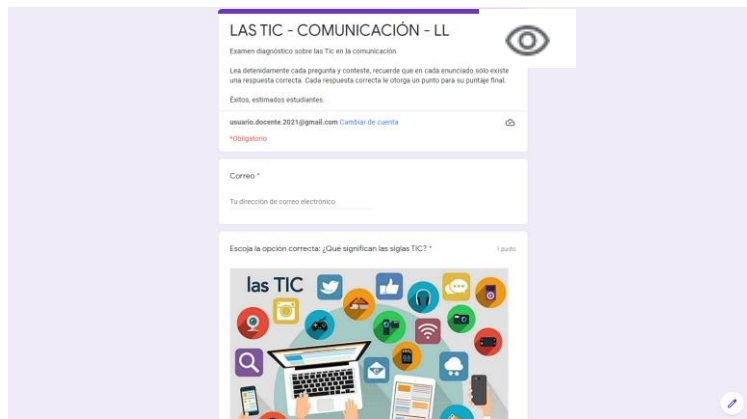 LAS TIC - COMUNICACIÓN - LL
Examen diagnóstico sobre las Tic en la comunicación.
Lea detenidamente cada pregunta y conteste, recuerde que en cada enunciado sólo existe
una respuesta correcta. Cada respuesta correcta le otorga un punto para su puntaje final.
Éxitos, estimados estudiantes.
usuario.docente.2021@gmail.com Cambiar de cuenta
*Obligatorio
Correo *
Tu dirección de correo electrónico
Escoja la opción correcta: ¿Qué significan las siglas TIC? * 1 punto
las TIC